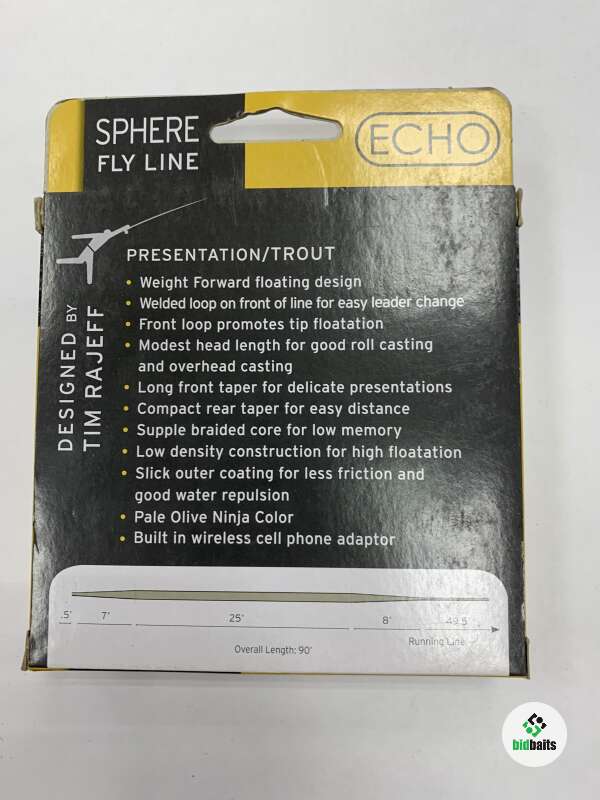 SPHERE
FLY LINE
ECHO
DESIGNED BY
TIM RAJEFF
PRESENTATION/TROUT
• Weight Forward floating design
• Welded loop on front of line for easy leader change
• Front loop promotes tip floatation
• Modest head length for good roll casting
and overhead casting
• Long front taper for delicate presentations
• Compact rear taper for easy distance
• Supple braided core for low memory
• Low density construction for high floatation
• Slick outer coating for less friction and
good water repulsion
• Pale Olive Ninja Color
• Built in wireless cell phone adaptor
.5' 7' 25' 8' 49.5
Running Line
Overall Length: 90'
bidbaits